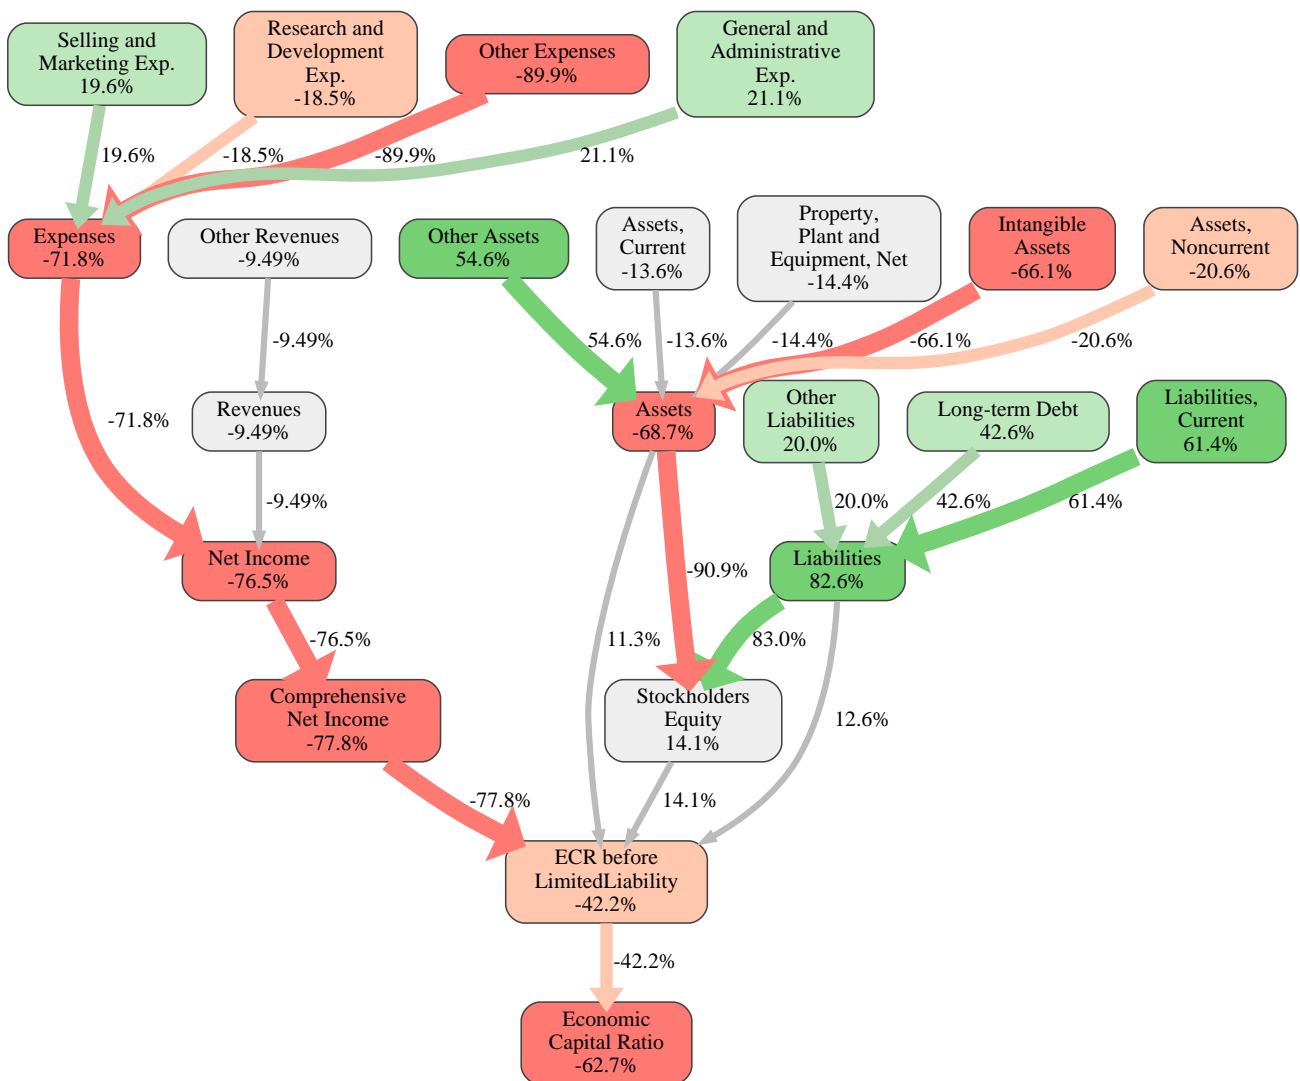 Selling and
Marketing Exp.
19.6%
Research and
Development
Exp.
-18.5%
Other Expenses
-89.9%
General and
Administrative
Exp.
21.1%
19.6%
-18.5%
-89.9%
21.1%
Expenses
-71.8%
Other Revenues
-9.49%
Other Assets
54.6%
Assets,
Current
-13.6%
Property,
Plant and
Equipment, Net
-14.4%
Intangible
Assets
-66.1%
Assets,
Noncurrent
-20.6%
-9.49%
54.6%
-13.6%
-14.4%
-66.1%
-20.6%
-71.8%
Revenues
-9.49%
Assets
-68.7%
Other
Liabilities
20.0%
Long-term Debt
42.6%
Liabilities,
Current
61.4%
-9.49%
20.0%
42.6%
61.4%
Net Income
-76.5%
-90.9%
Liabilities
82.6%
-76.5%
11.3%
83.0%
12.6%
Comprehensive
Net Income
-77.8%
Stockholders
Equity
14.1%
-77.8%
14.1%
ECR before
LimitedLiability
-42.2%
-42.2%
Economic
Capital Ratio
-62.7%